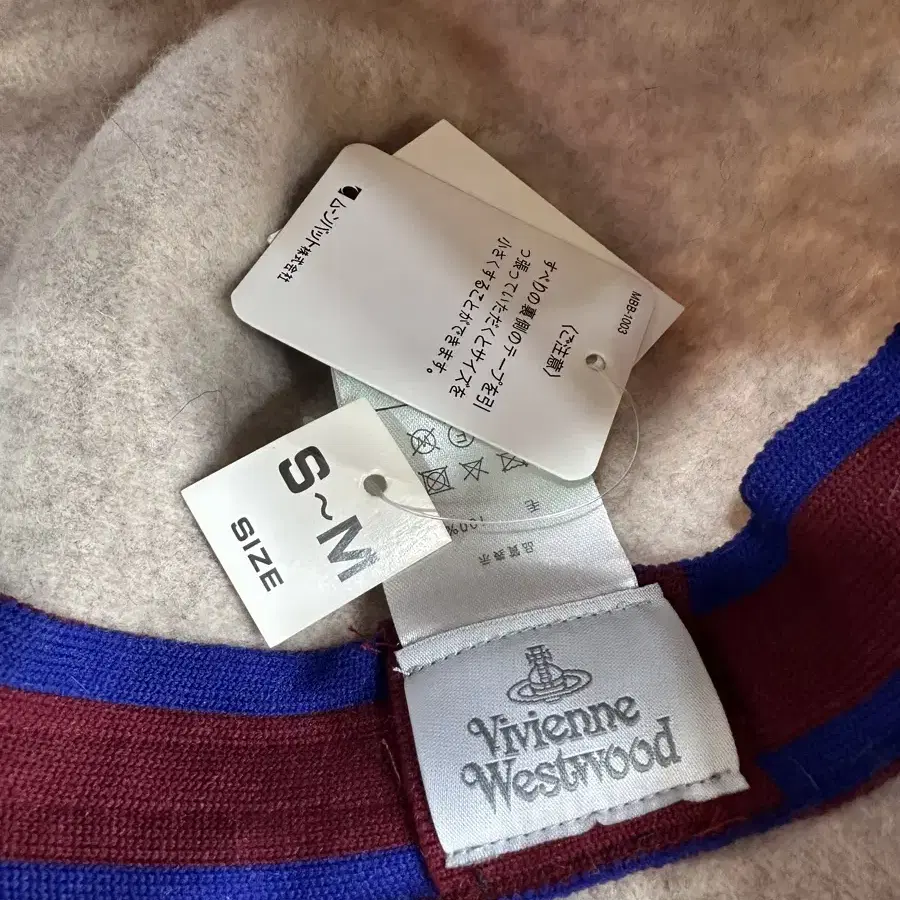 ムーンバット株式会社
MBB-1003
〈ご注意〉
すべりの裏側のテープを引
っ張っていただくとサイズを
小さくすることができます。
S~M
SIZE
品質表示
毛
100%
Vivienne
Westwood